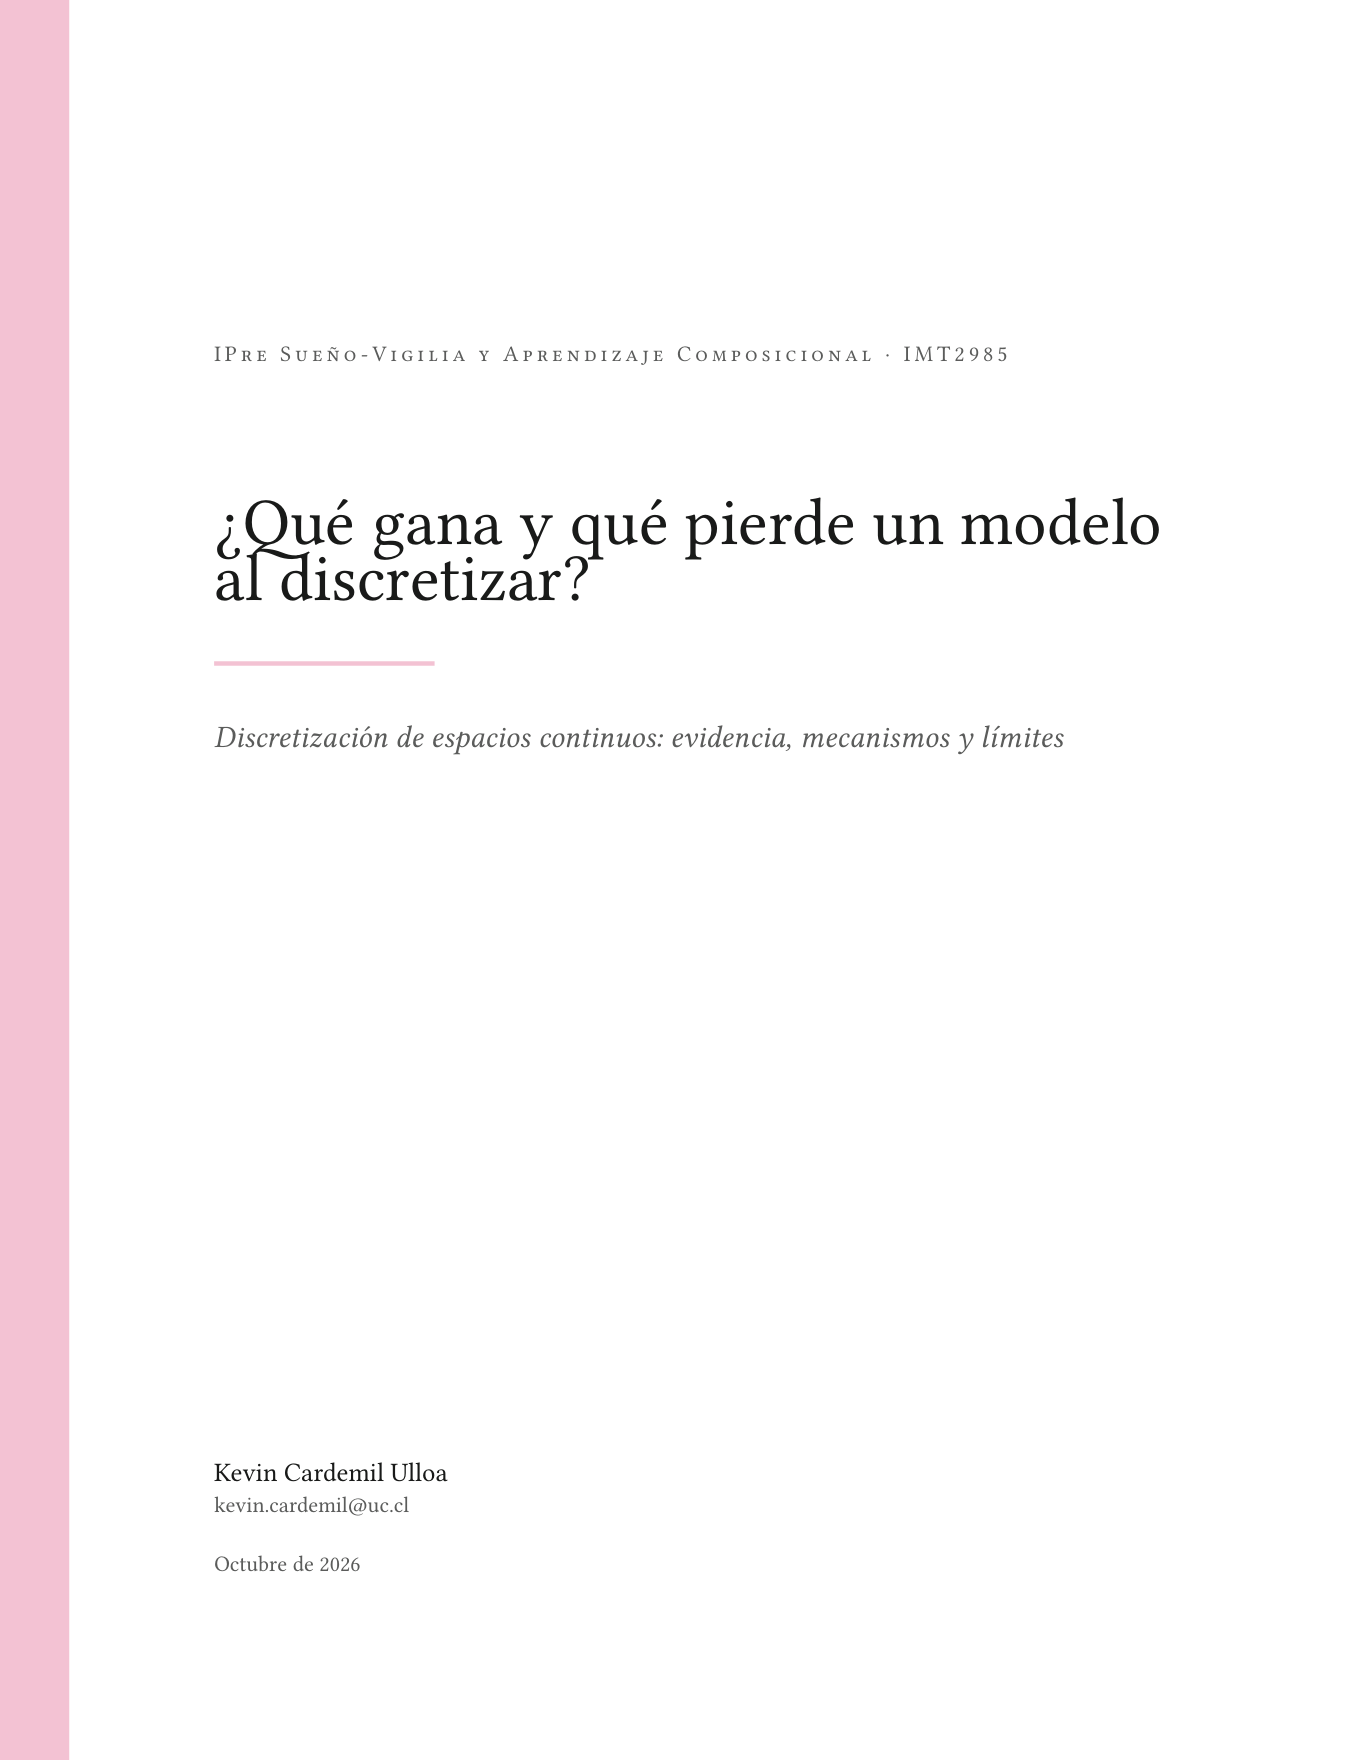 IPre Sueño-Vigilia y Aprendizaje Composicional · IMT2985
¿Qué gana y qué pierde un modelo
al discretizar?
Discretización de espacios continuos: evidencia, mecanismos y límites
Kevin Cardemil Ulloa
kevin.cardemil@uc.cl
Octubre de 2026